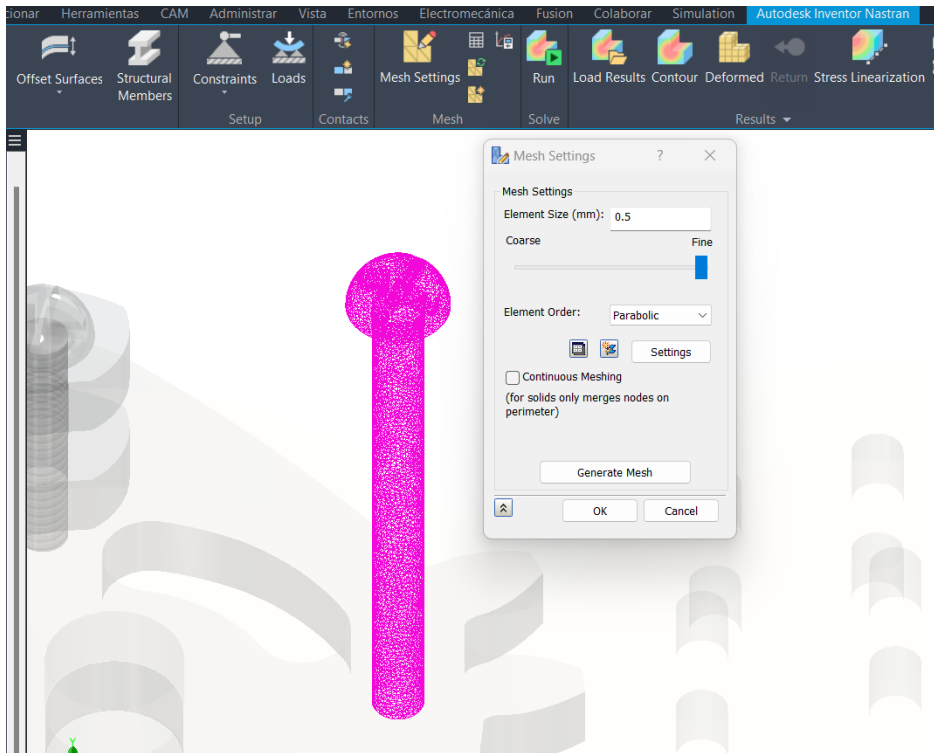 cionar Herramientas CAM Administrar Vista Entornos Electromecánica Fusion Colaborar Simulation Autodesk Inventor Nastran
Offset Surfaces
Structural
Members
Constraints
Loads
Mesh Settings
Run
Load Results
Contour
Deformed
Return
Stress Linearization
Setup
Contacts
Mesh
Solve
Results
Mesh Settings
?
Mesh Settings
Element Size (mm): 0.5
Coarse Fine
Element Order: Parabolic
Settings
Continuous Meshing
(for solids only merges nodes on
perimeter)
Generate Mesh
OK Cancel
Y